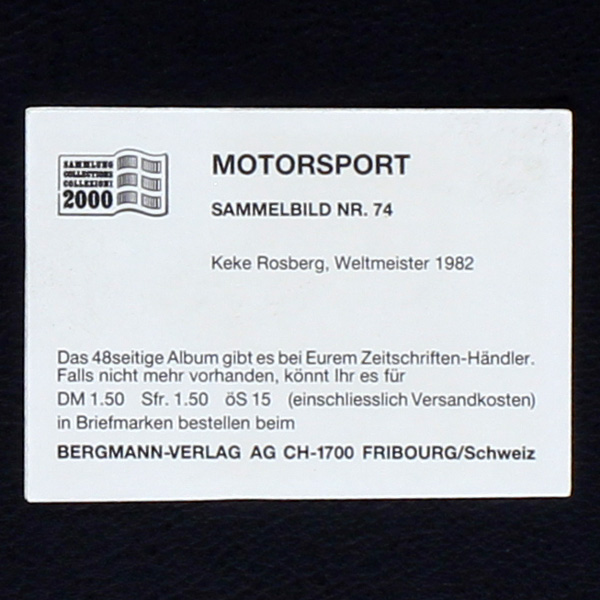 SAMMLUNG
COLLECTIONS
COLLEZIONI
2000
MOTORSPORT
SAMMELBILD NR. 74
Keke Rosberg, Weltmeister 1982
Das 48seitige Album gibt es bei Eurem Zeitschriften-Händler.
Falls nicht mehr vorhanden, könnt Ihr es für
DM 1.50 Sfr. 1.50 öS 15 (einschliesslich Versandkosten)
in Briefmarken bestellen beim
BERGMANN-VERLAG AG CH-1700 FRIBOURG/Schweiz